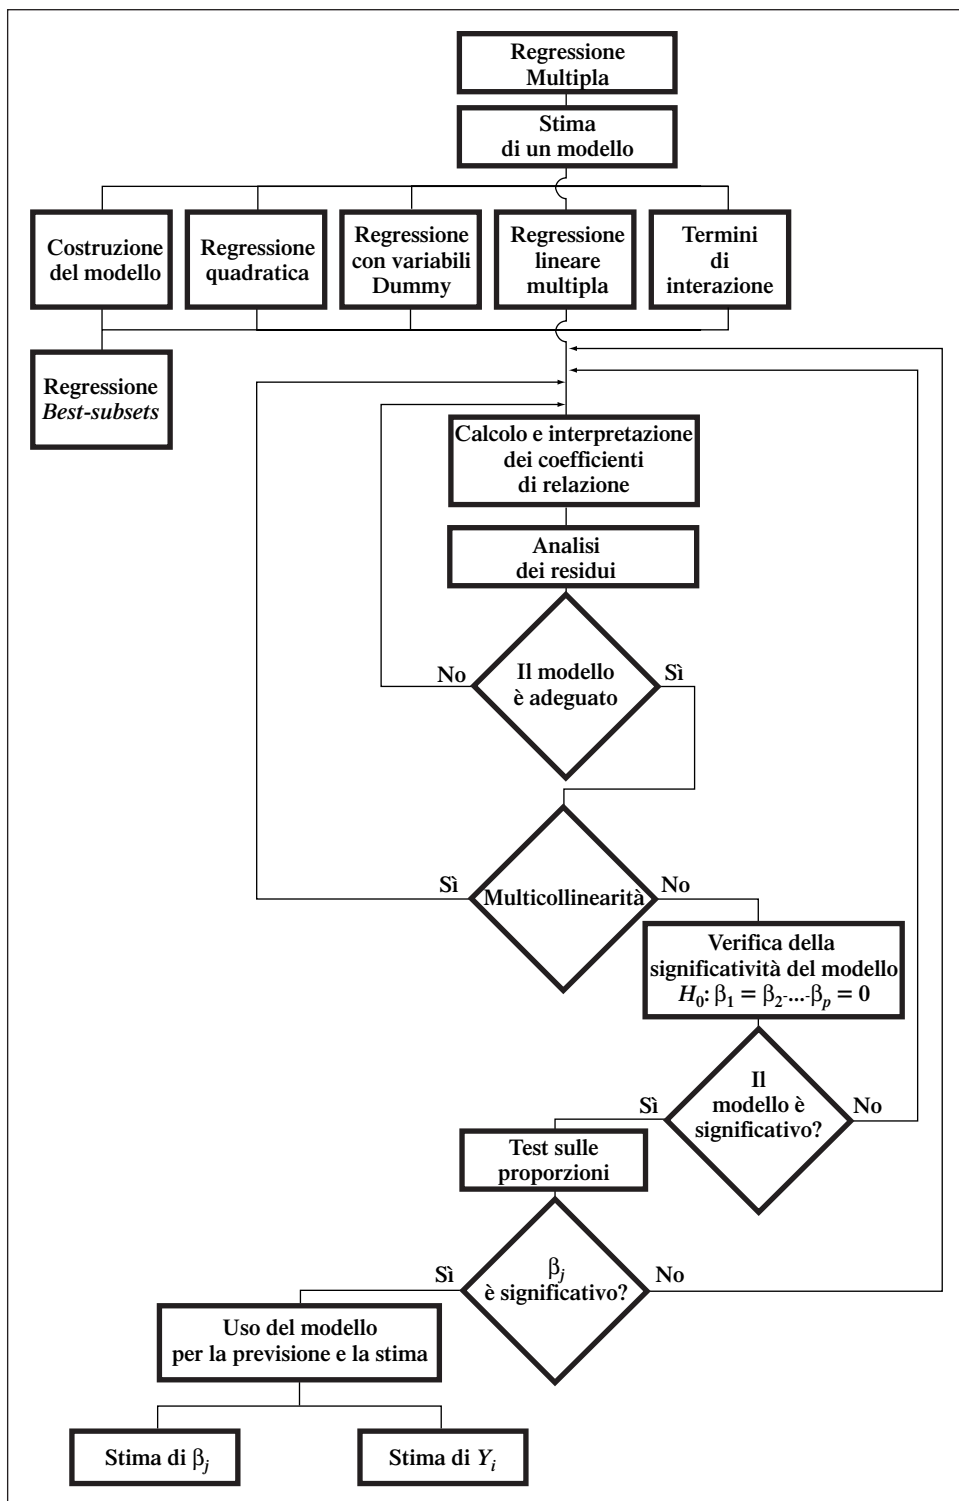 Regressione
Multipla
Stima
di un modello
Costruzione
del modello
Regressione
quadratica
Regressione
con variabili
Dummy
Regressione
lineare
multipla
Termini
di
interazione
Regressione
Best-subsets
Calcolo e interpretazione
dei coefficienti
di relazione
Analisi
dei residui
No
Il modello
è adeguato
Sì
Sì
Multicollinearità
No
Verifica della
significatività del modello
H₀: β₁ = β₂-...-βₚ = 0
Sì
Il
modello è
significativo?
No
Test sulle
proporzioni
Sì
βⱼ
è significativo?
No
Uso del modello
per la previsione e la stima
Stima di βⱼ
Stima di Yᵢ